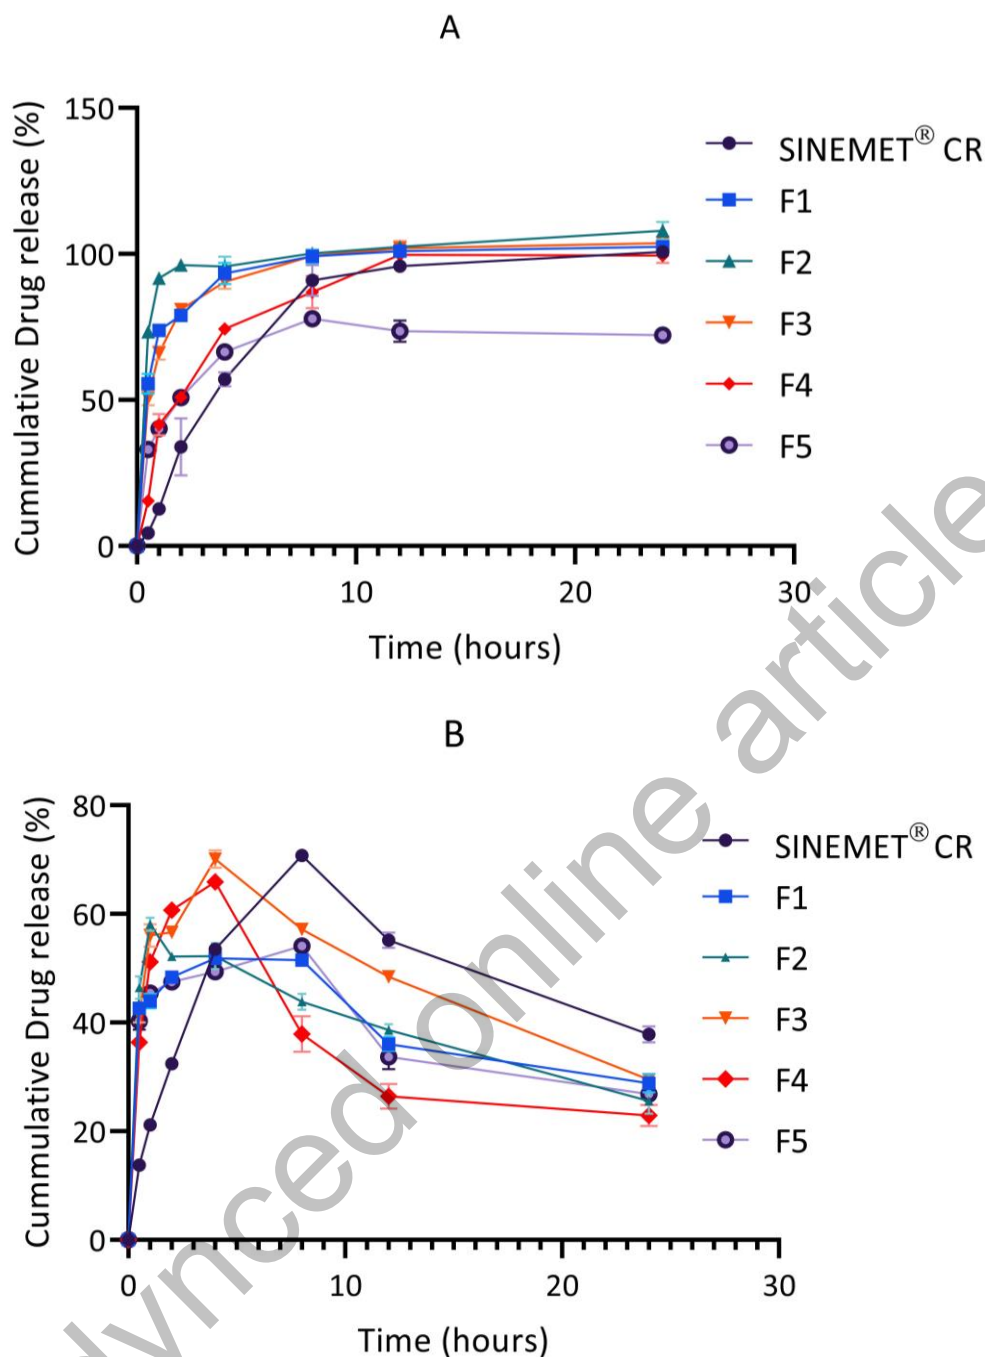 A
Cummulative Drug release (%)
150
100
50
0
0 10 20 30
Time (hours)
SINEMET® CR
F1
F2
F3
F4
F5
B
Cummulative Drug release (%)
80
60
40
20
0
0 10 20 30
Time (hours)
SINEMET® CR
F1
F2
F3
F4
F5
online article